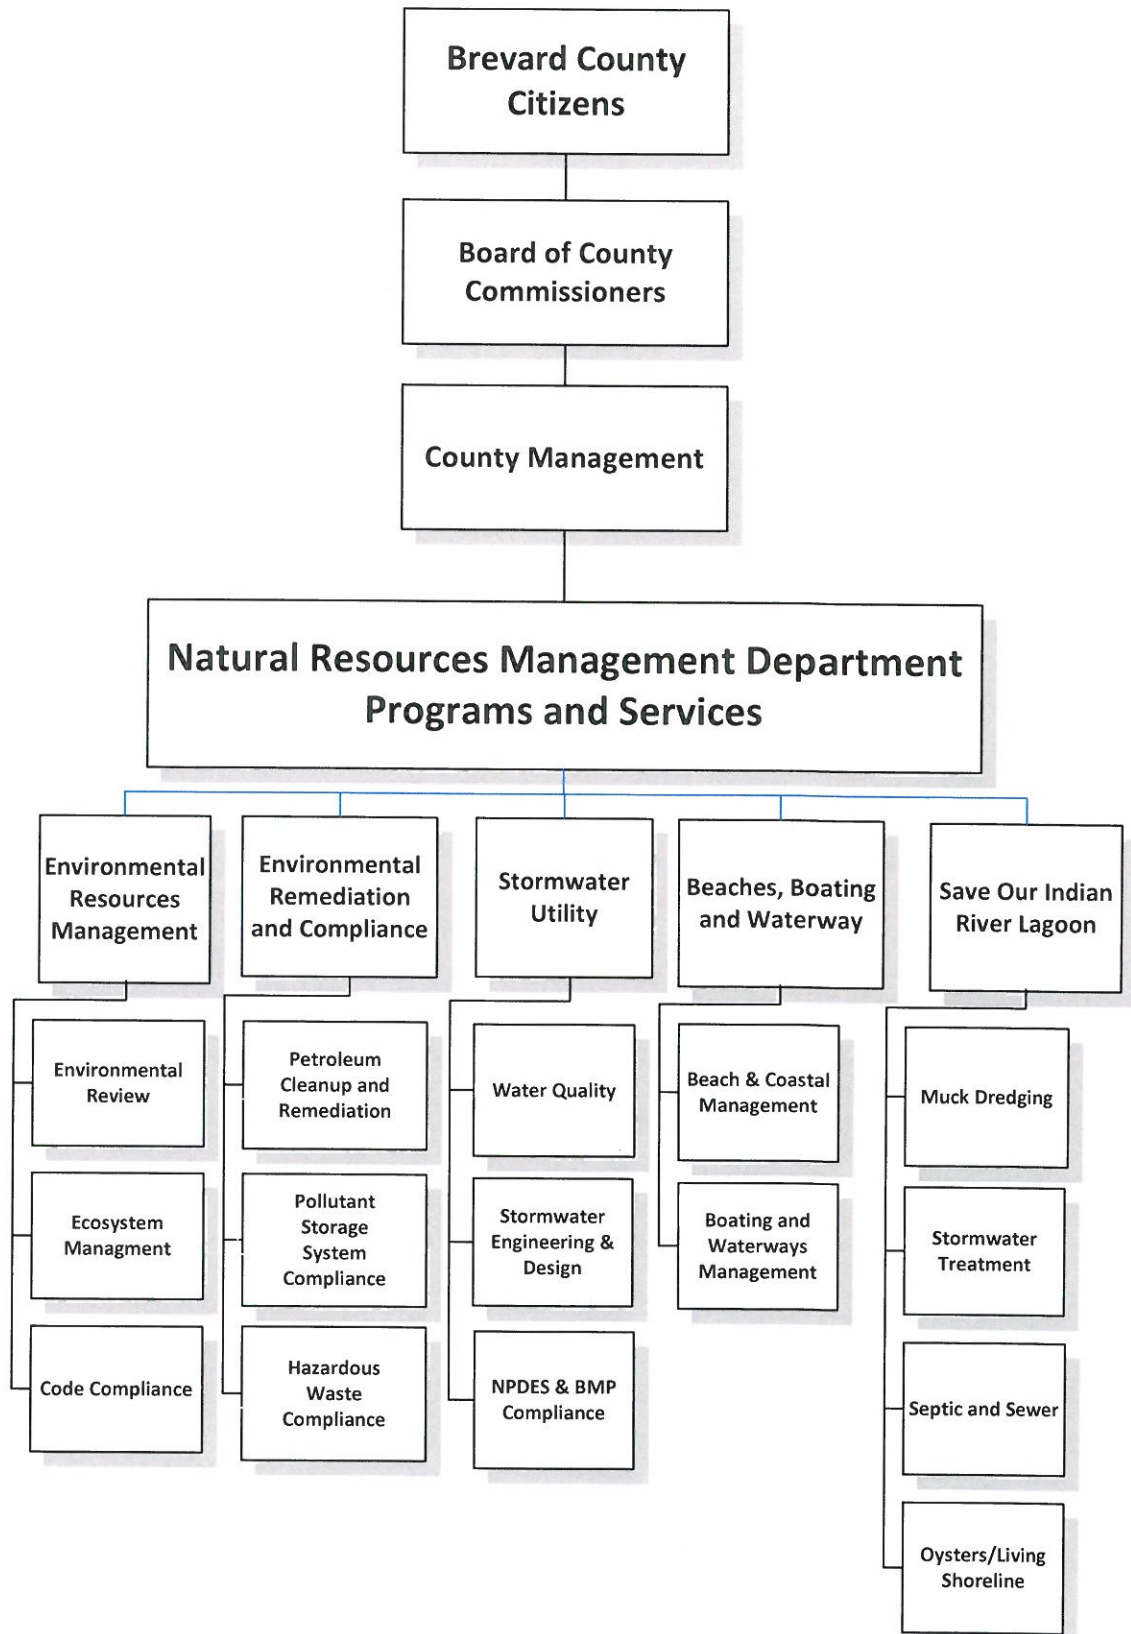 Brevard County
Citizens
Board of County
Commissioners
County Management
Natural Resources Management Department
Programs and Services
Environmental
Resources
Management
Environmental
Remediation
and Compliance
Stormwater
Utility
Beaches, Boating
and Waterway
Save Our Indian
River Lagoon
Environmental
Review
Ecosystem
Managment
Code Compliance
Petroleum
Cleanup and
Remediation
Pollutant
Storage
System
Compliance
Hazardous
Waste
Compliance
Water Quality
Stormwater
Engineering &
Design
NPDES & BMP
Compliance
Beach & Coastal
Management
Boating and
Waterways
Management
Muck Dredging
Stormwater
Treatment
Septic and Sewer
Oysters/Living
Shoreline